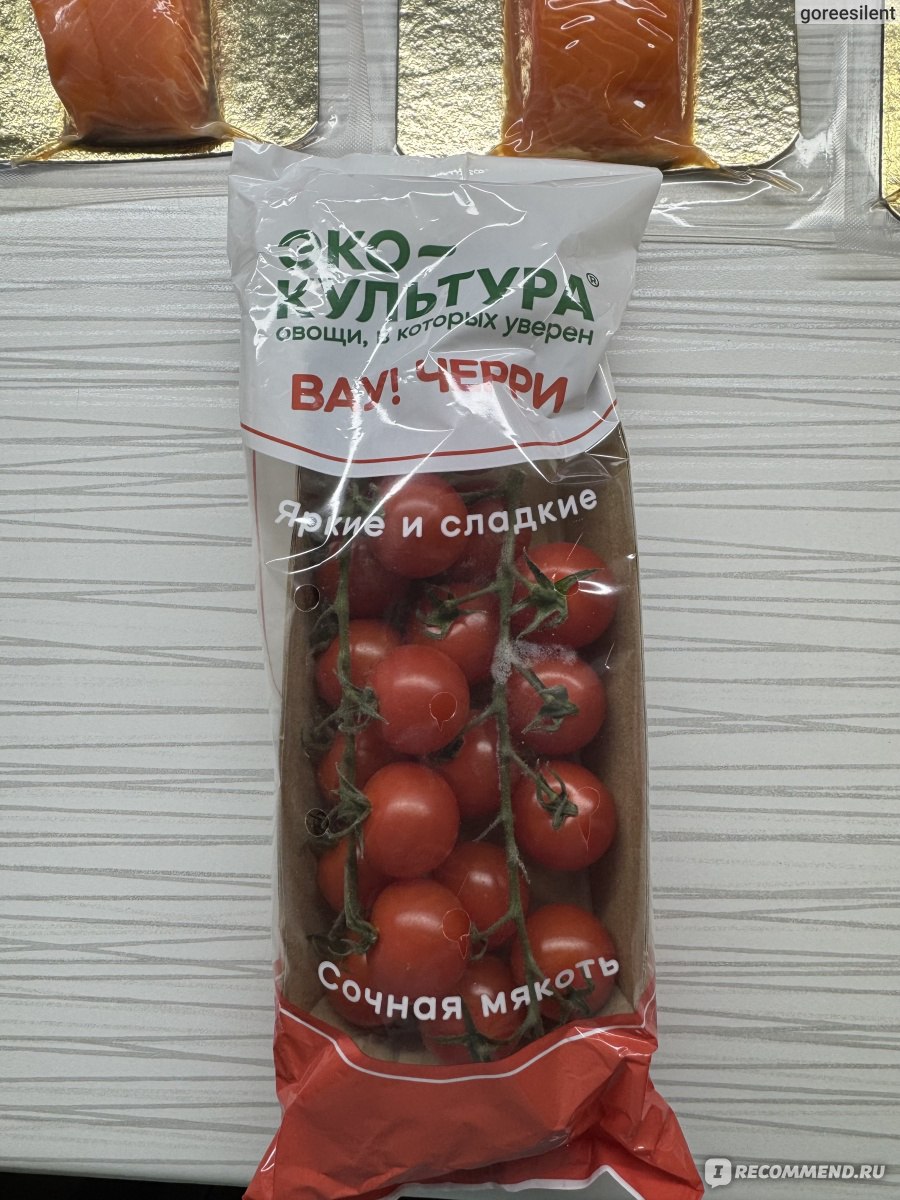 goreesilent
ЭКО-
КУЛЬТУРА®
овощи, в которых уверен
ВАУ! ЧЕРРИ
Яркие и сладкие
Сочная мякоть
I RECOMMEND.RU